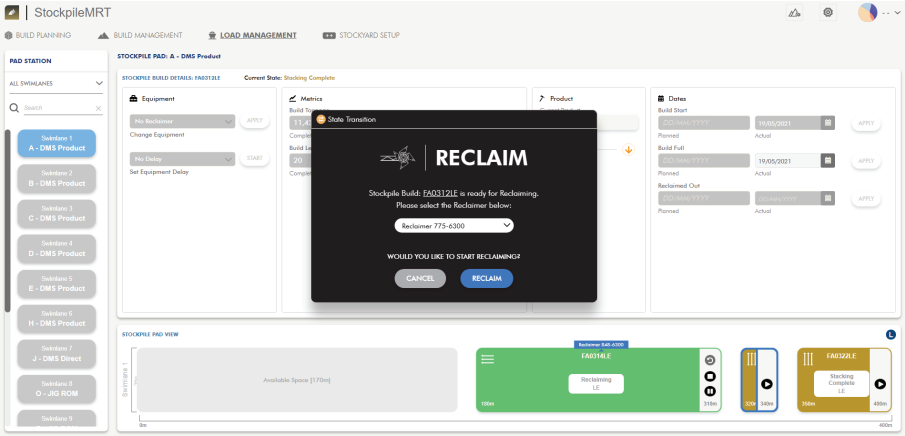 StockpileMRT
BUILD PLANNING
BUILD MANAGEMENT
LOAD MANAGEMENT
STOCKYARD SETUP
PAD STATION
ALL SWIMLANES
Search
Swimlane 1
A - DMS Product
Swimlane 2
B - DMS Product
Swimlane 3
C - DMS Product
Swimlane 4
D - DMS Product
Swimlane 5
E - DMS Product
Swimlane 6
H - DMS Product
Swimlane 7
J - DMS Direct
Swimlane 8
O - JIG ROM
Swimlane 9
STOCKPILE PAD: A - DMS Product
STOCKPILE BUILD DETAILS: FA0312LE
Current State: Stacking Complete
Equipment
No Reclaimer
APPLY
Change Equipment
No Delay
START
Set Equipment Delay
Metrics
Build
11,4
Build Le
20
Product
Dates
Build Start
DD/MM/YYYY
19/05/2021
APPLY
Planned
Actual
Build Full
DD/MM/YYYY
19/05/2021
APPLY
Planned
Actual
Reclaimed Out
DD/MM/YYYY
DD/MM/YYYY
APPLY
Planned
Actual
State Transition
RECLAIM
Stockpile Build: FA0312LE is ready for Reclaiming.
Please select the Reclaimer below:
Reclaimer 775-6300
WOULD YOU LIKE TO START RECLAIMING?
CANCEL
RECLAIM
STOCKPILE PAD VIEW
L
Swimlane 1
Available Space [170m]
Reclaimer 845-6300
FA0314LE
Reclaiming
LE
180m
310m
320m
340m
FA0322LE
Stacking
Complete
LE
350m
400m
0m
400m